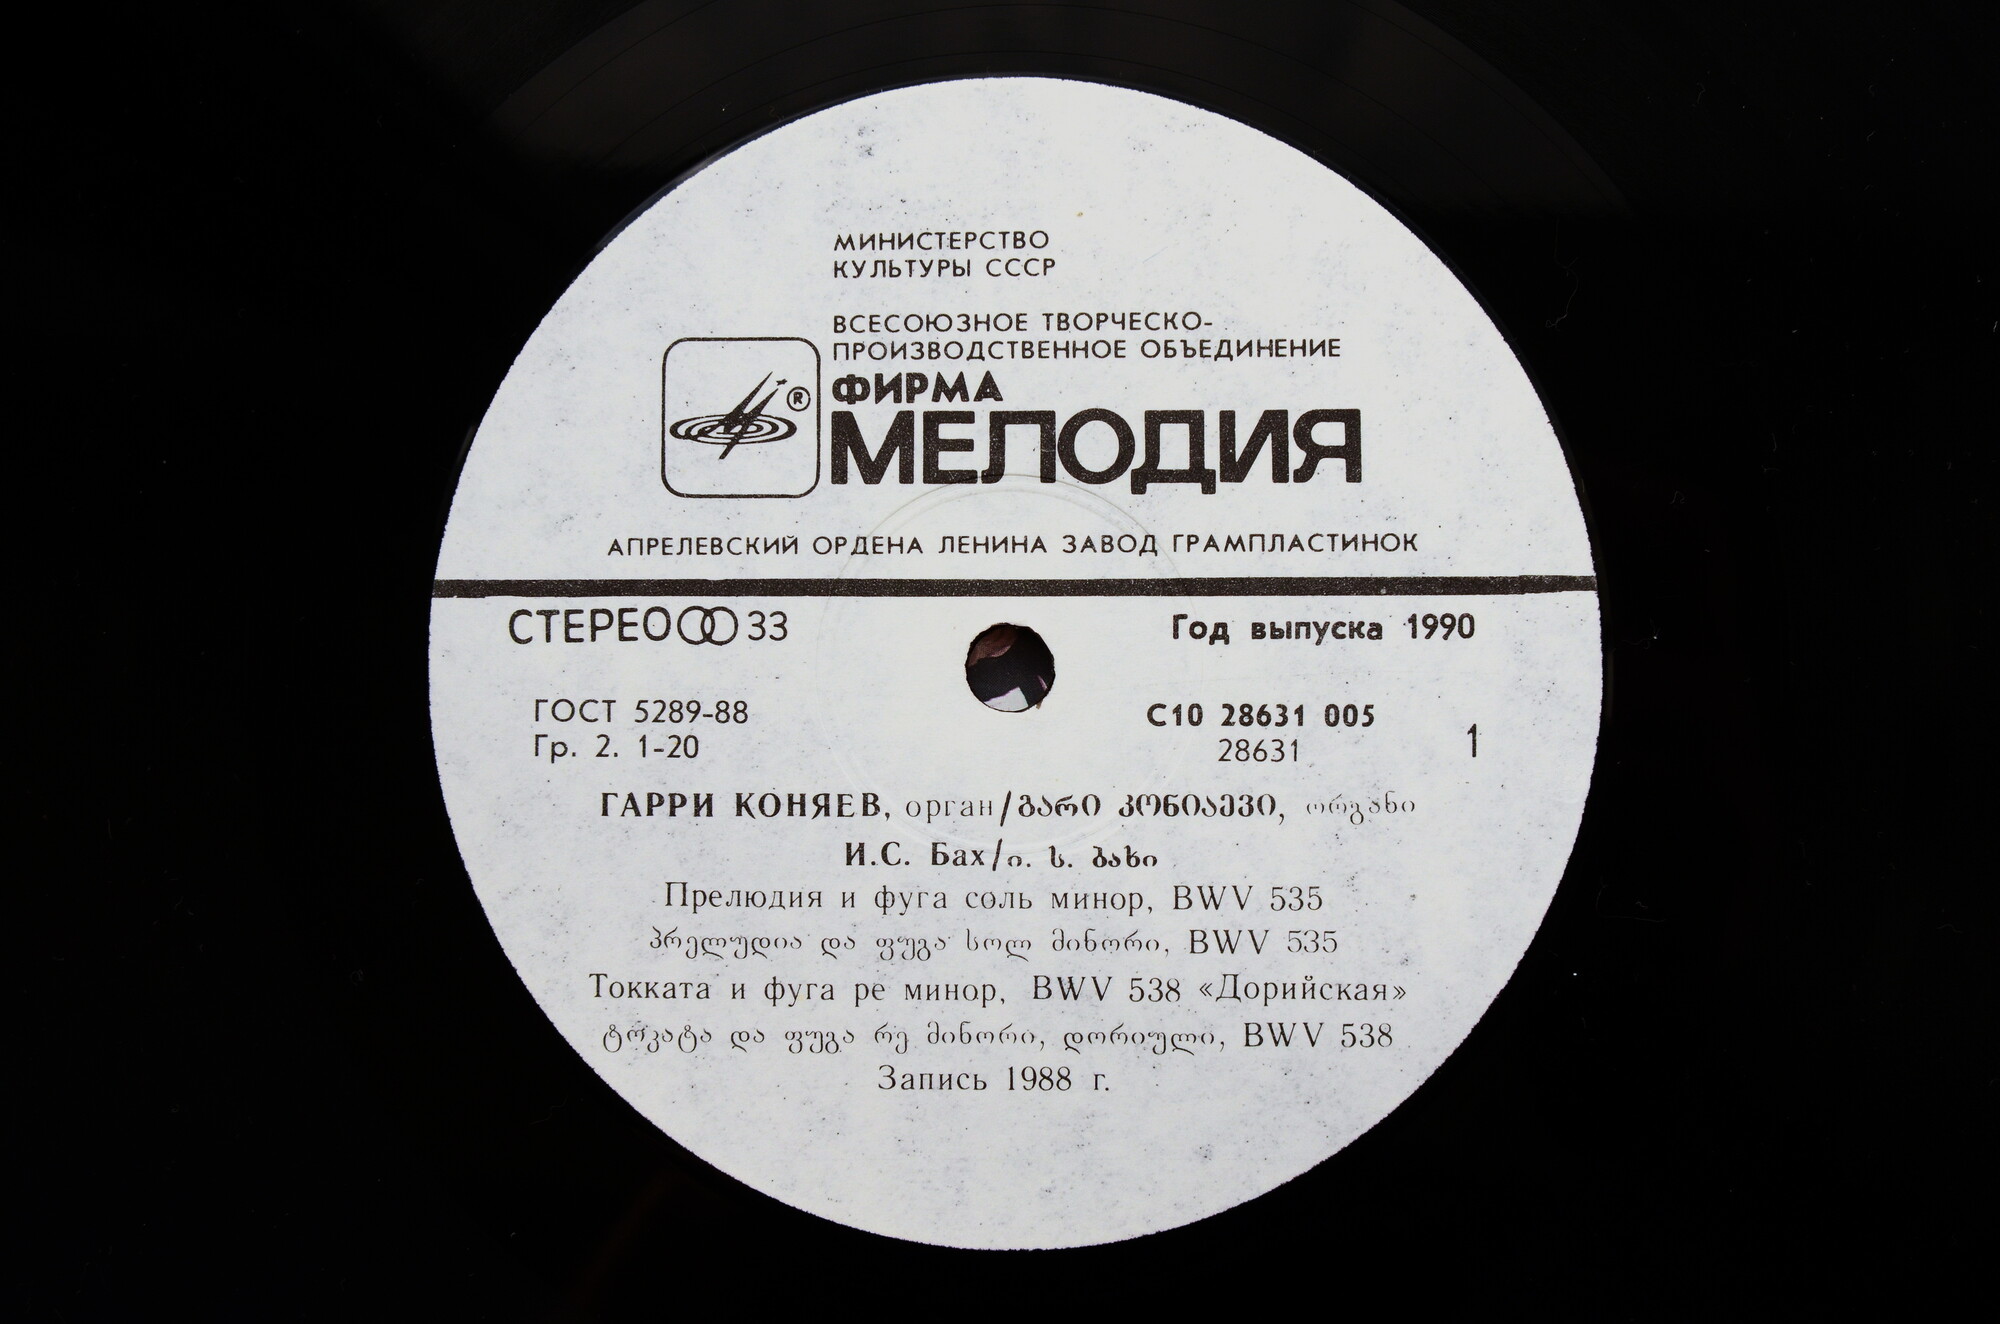 МИНИСТЕРСТВО
КУЛЬТУРЫ СССР
ВСЕСОЮЗНОЕ ТВОРЧЕСКО-
ПРОИЗВОДСТВЕННОЕ ОБЪЕДИНЕНИЕ
®
ФИРМА
МЕЛОДИЯ
АПРЕЛЕВСКИЙ ОРДЕНА ЛЕНИНА ЗАВОД ГРАМПЛАСТИНОК
СТЕРЕО 33
Год выпуска 1990
ГОСТ 5289-88
Гр. 2. 1-20
С10 28631 005
28631
1
ГАРРИ КОНЯЕВ, орган/გარი კონიაევი, ორგანი
И.С. Бах/ი. ს. ბახი
Прелюдия и фуга соль минор, BWV 535
პრელუდია და ფუგა სოლ მინორი, BWV 535
Токката и фуга ре минор, BWV 538 «Дорийская»
ტოკატა და ფუგა რე მინორი, დორიული, BWV 538
Запись 1988 г.